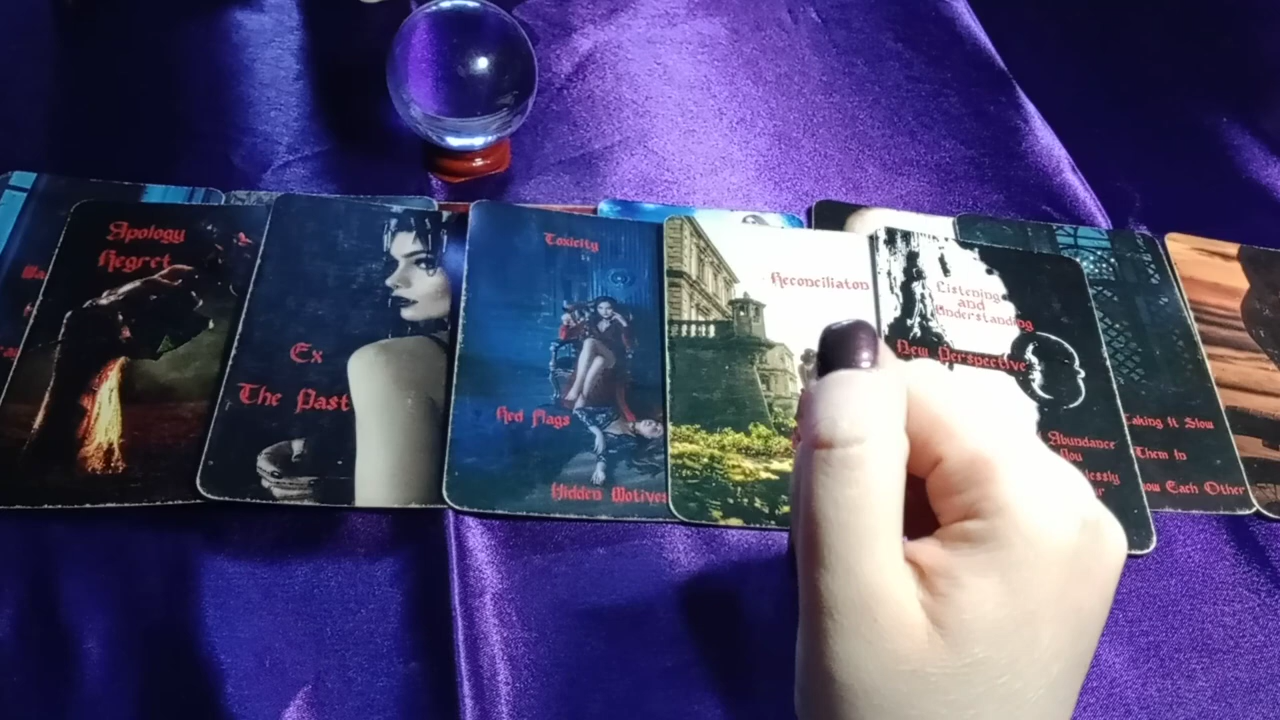 Apology
Regret
Ex
The Past
Toxicity
Red Flags
Hidden Motives
Reconciliaton
Listening
and
Understanding
New Perspective
Abundance
You
Taking It Slow
Them In
Each Other